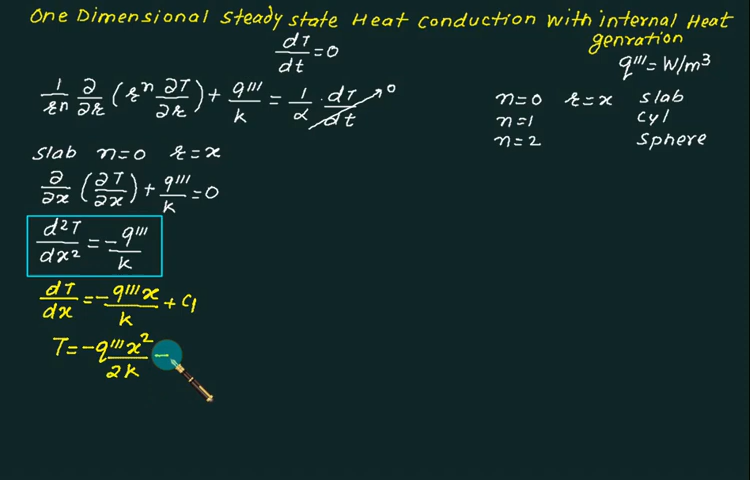 One Dimensional steady state Heat conduction with internal Heat
genration
dT/dt = 0
q''' = W/m³
1/rⁿ ∂/∂r (rⁿ ∂T/∂r) + q'''/k = 1/α · dT/dt → 0
n=0 r=x slab
n=1 cyl
n=2 sphere
slab n=0 r=x
∂/∂x (∂T/∂x) + q'''/k = 0
d²T/dx² = -q'''/k
dT/dx = -q'''x/k + c₁
T = -q'''x²/2k -